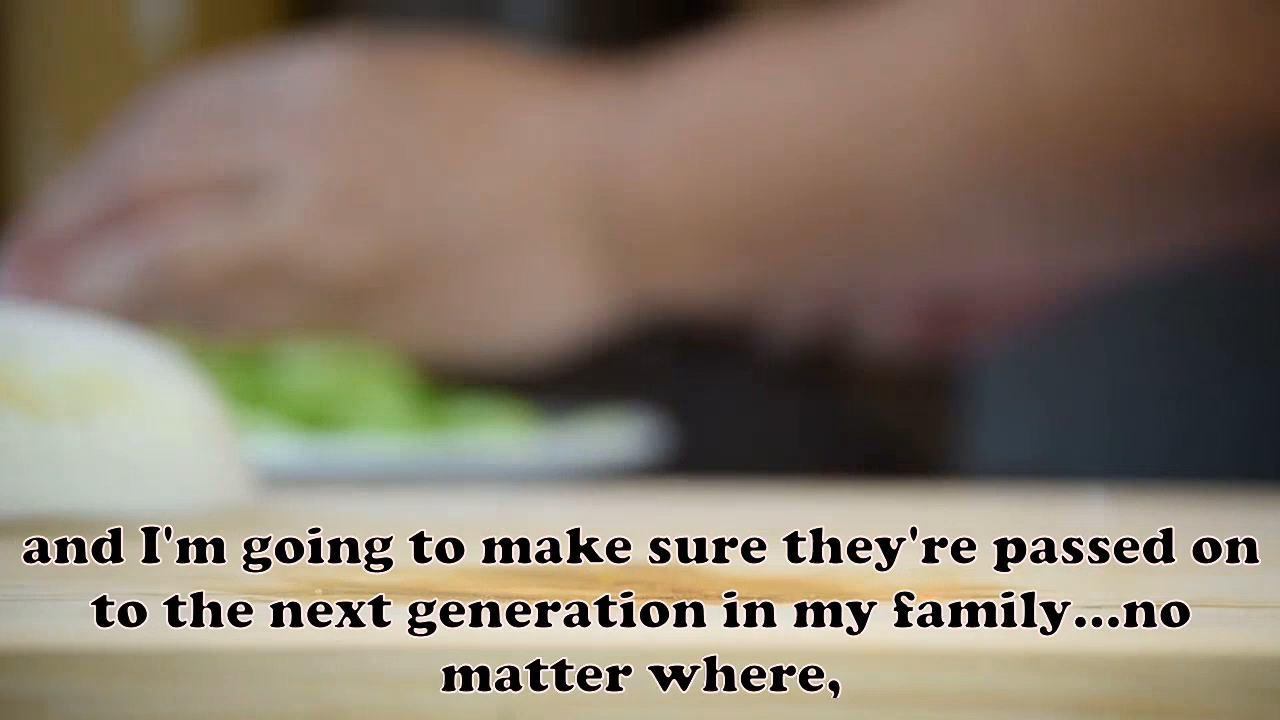 and I'm going to make sure they're passed on
to the next generation in my family...no
matter where,